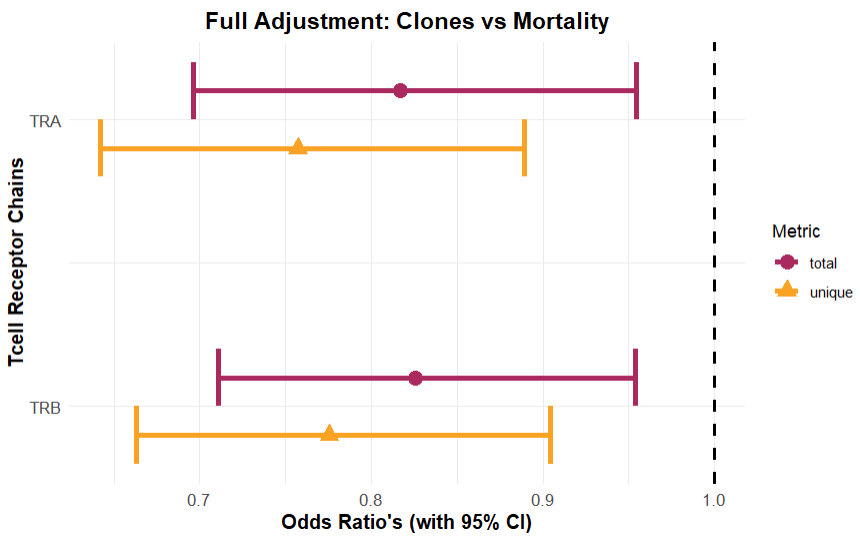 Full Adjustment: Clones vs Mortality
Tcell Receptor Chains
TRA
TRB
0.7
0.8
0.9
1.0
Odds Ratio's (with 95% CI)
Metric
total
unique